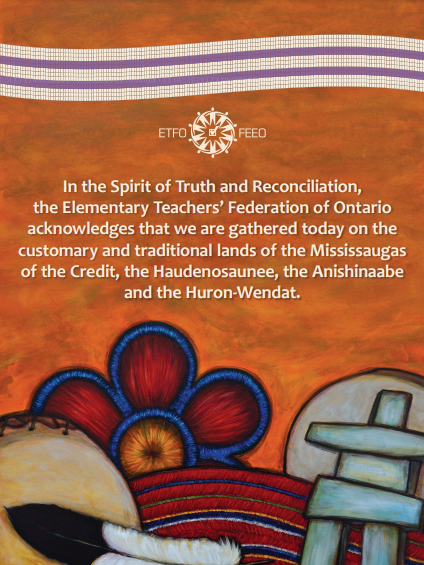 ETFO FEEO
In the Spirit of Truth and Reconciliation,
the Elementary Teachers’ Federation of Ontario
acknowledges that we are gathered today on the
customary and traditional lands of the Mississaugas
of the Credit, the Haudenosaunee, the Anishinaabe
and the Huron-Wendat.